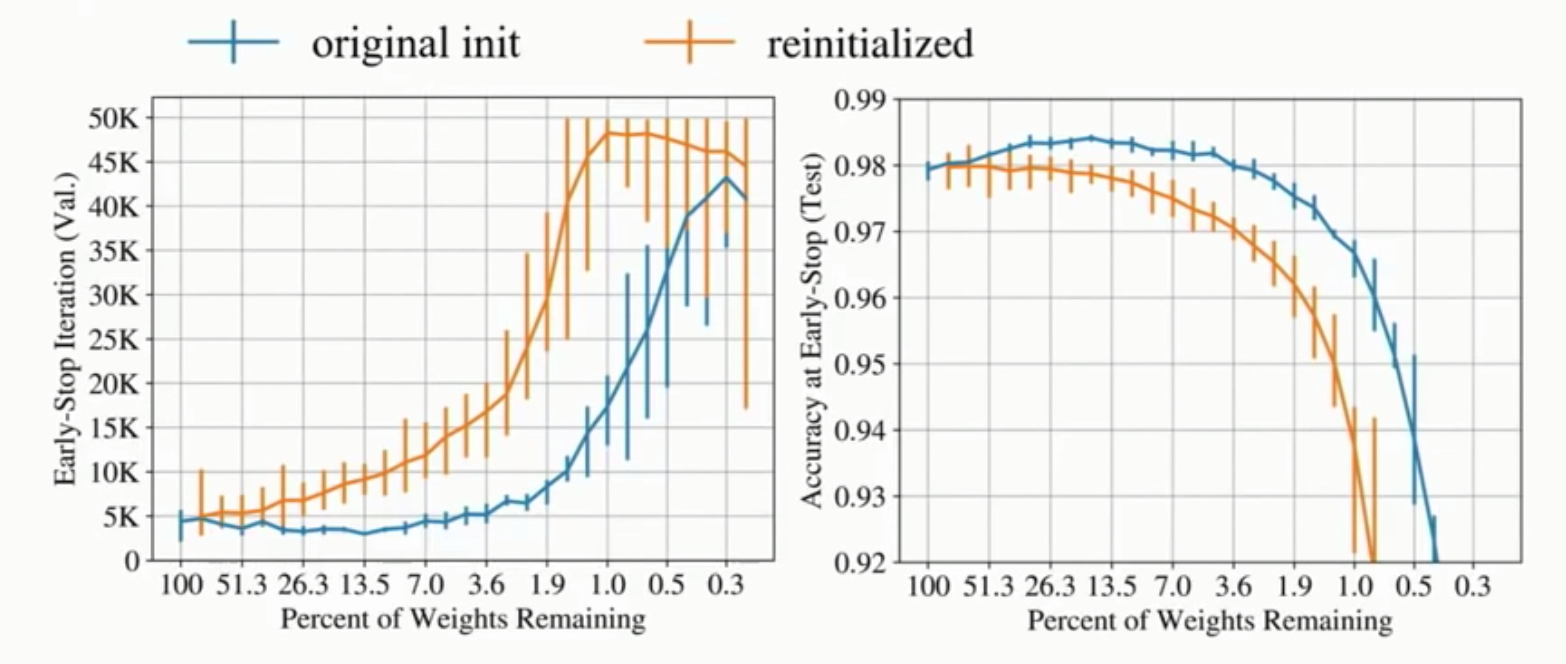 original init
reinitialized
50K
45K
40K
35K
30K
25K
20K
15K
10K
5K
0
Early-Stop Iteration (Val.)
100 51.3 26.3 13.5 7.0 3.6 1.9 1.0 0.5 0.3
Percent of Weights Remaining
0.99
0.98
0.97
0.96
0.95
0.94
0.93
0.92
Accuracy at Early-Stop (Test)
100 51.3 26.3 13.5 7.0 3.6 1.9 1.0 0.5 0.3
Percent of Weights Remaining